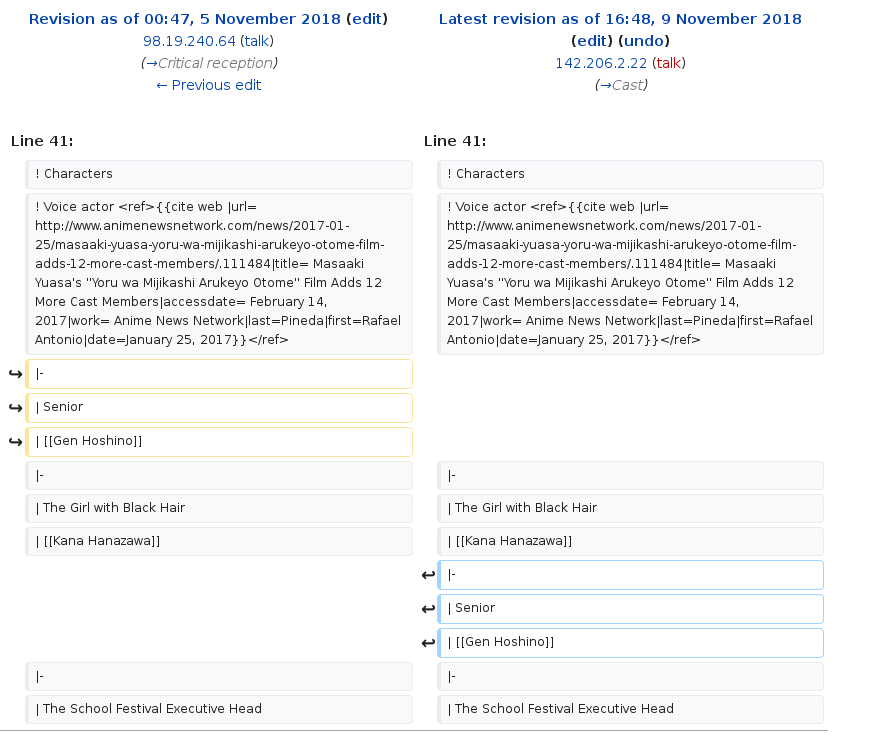 Revision as of 00:47, 5 November 2018 (edit)
98.19.240.64 (talk)
(→Critical reception)
← Previous edit
Latest revision as of 16:48, 9 November 2018
(edit) (undo)
142.206.2.22 (talk)
(→Cast)
Line 41:
Line 41:
! Characters
! Characters
! Voice actor <ref>{{cite web |url=
http://www.animenewsnetwork.com/news/2017-01-
25/masaaki-yuasa-yoru-wa-mijikashi-arukeyo-otome-film-
adds-12-more-cast-members/.111484|title= Masaaki
Yuasa's "Yoru wa Mijikashi Arukeyo Otome" Film Adds 12
More Cast Members|accessdate= February 14,
2017|work= Anime News Network|last=Pineda|first=Rafael
Antonio|date=January 25, 2017}}</ref>
! Voice actor <ref>{{cite web |url=
http://www.animenewsnetwork.com/news/2017-01-
25/masaaki-yuasa-yoru-wa-mijikashi-arukeyo-otome-film-
adds-12-more-cast-members/.111484|title= Masaaki
Yuasa's "Yoru wa Mijikashi Arukeyo Otome" Film Adds 12
More Cast Members|accessdate= February 14,
2017|work= Anime News Network|last=Pineda|first=Rafael
Antonio|date=January 25, 2017}}</ref>
|-
| Senior
| [[Gen Hoshino]]
|-
|-
| The Girl with Black Hair
| The Girl with Black Hair
| [[Kana Hanazawa]]
| [[Kana Hanazawa]]
|-
| Senior
| [[Gen Hoshino]]
|-
|-
| The School Festival Executive Head
| The School Festival Executive Head